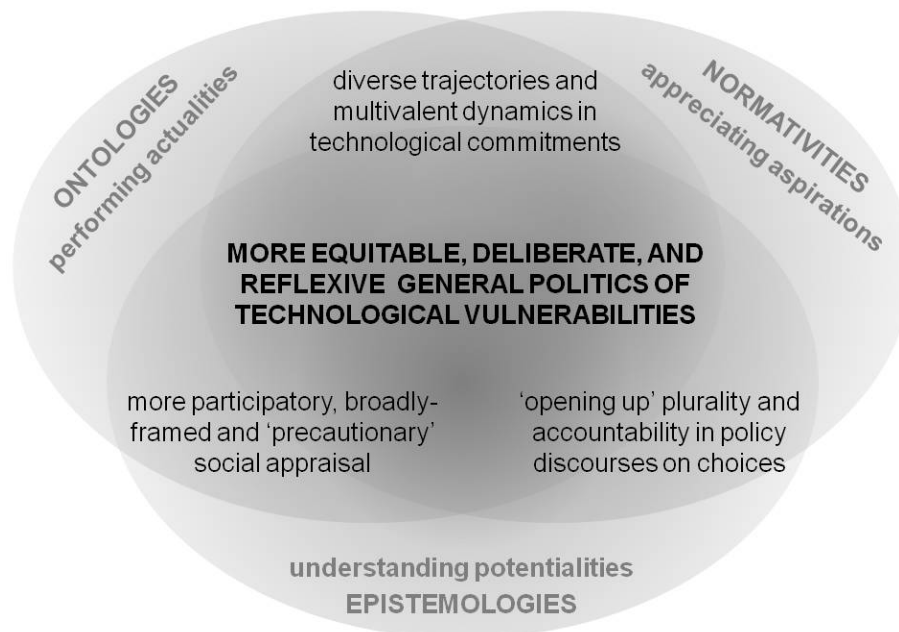 ONTOLOGIES
performing actualities
diverse trajectories and
multivalent dynamics in
technological commitments
NORMATIVITIES
appreciating aspirations
MORE EQUITABLE, DELIBERATE, AND
REFLEXIVE GENERAL POLITICS OF
TECHNOLOGICAL VULNERABILITIES
more participatory, broadly-
framed and ‘precautionary’
social appraisal
‘opening up’ plurality and
accountability in policy
discourses on choices
understanding potentialities
EPISTEMOLOGIES